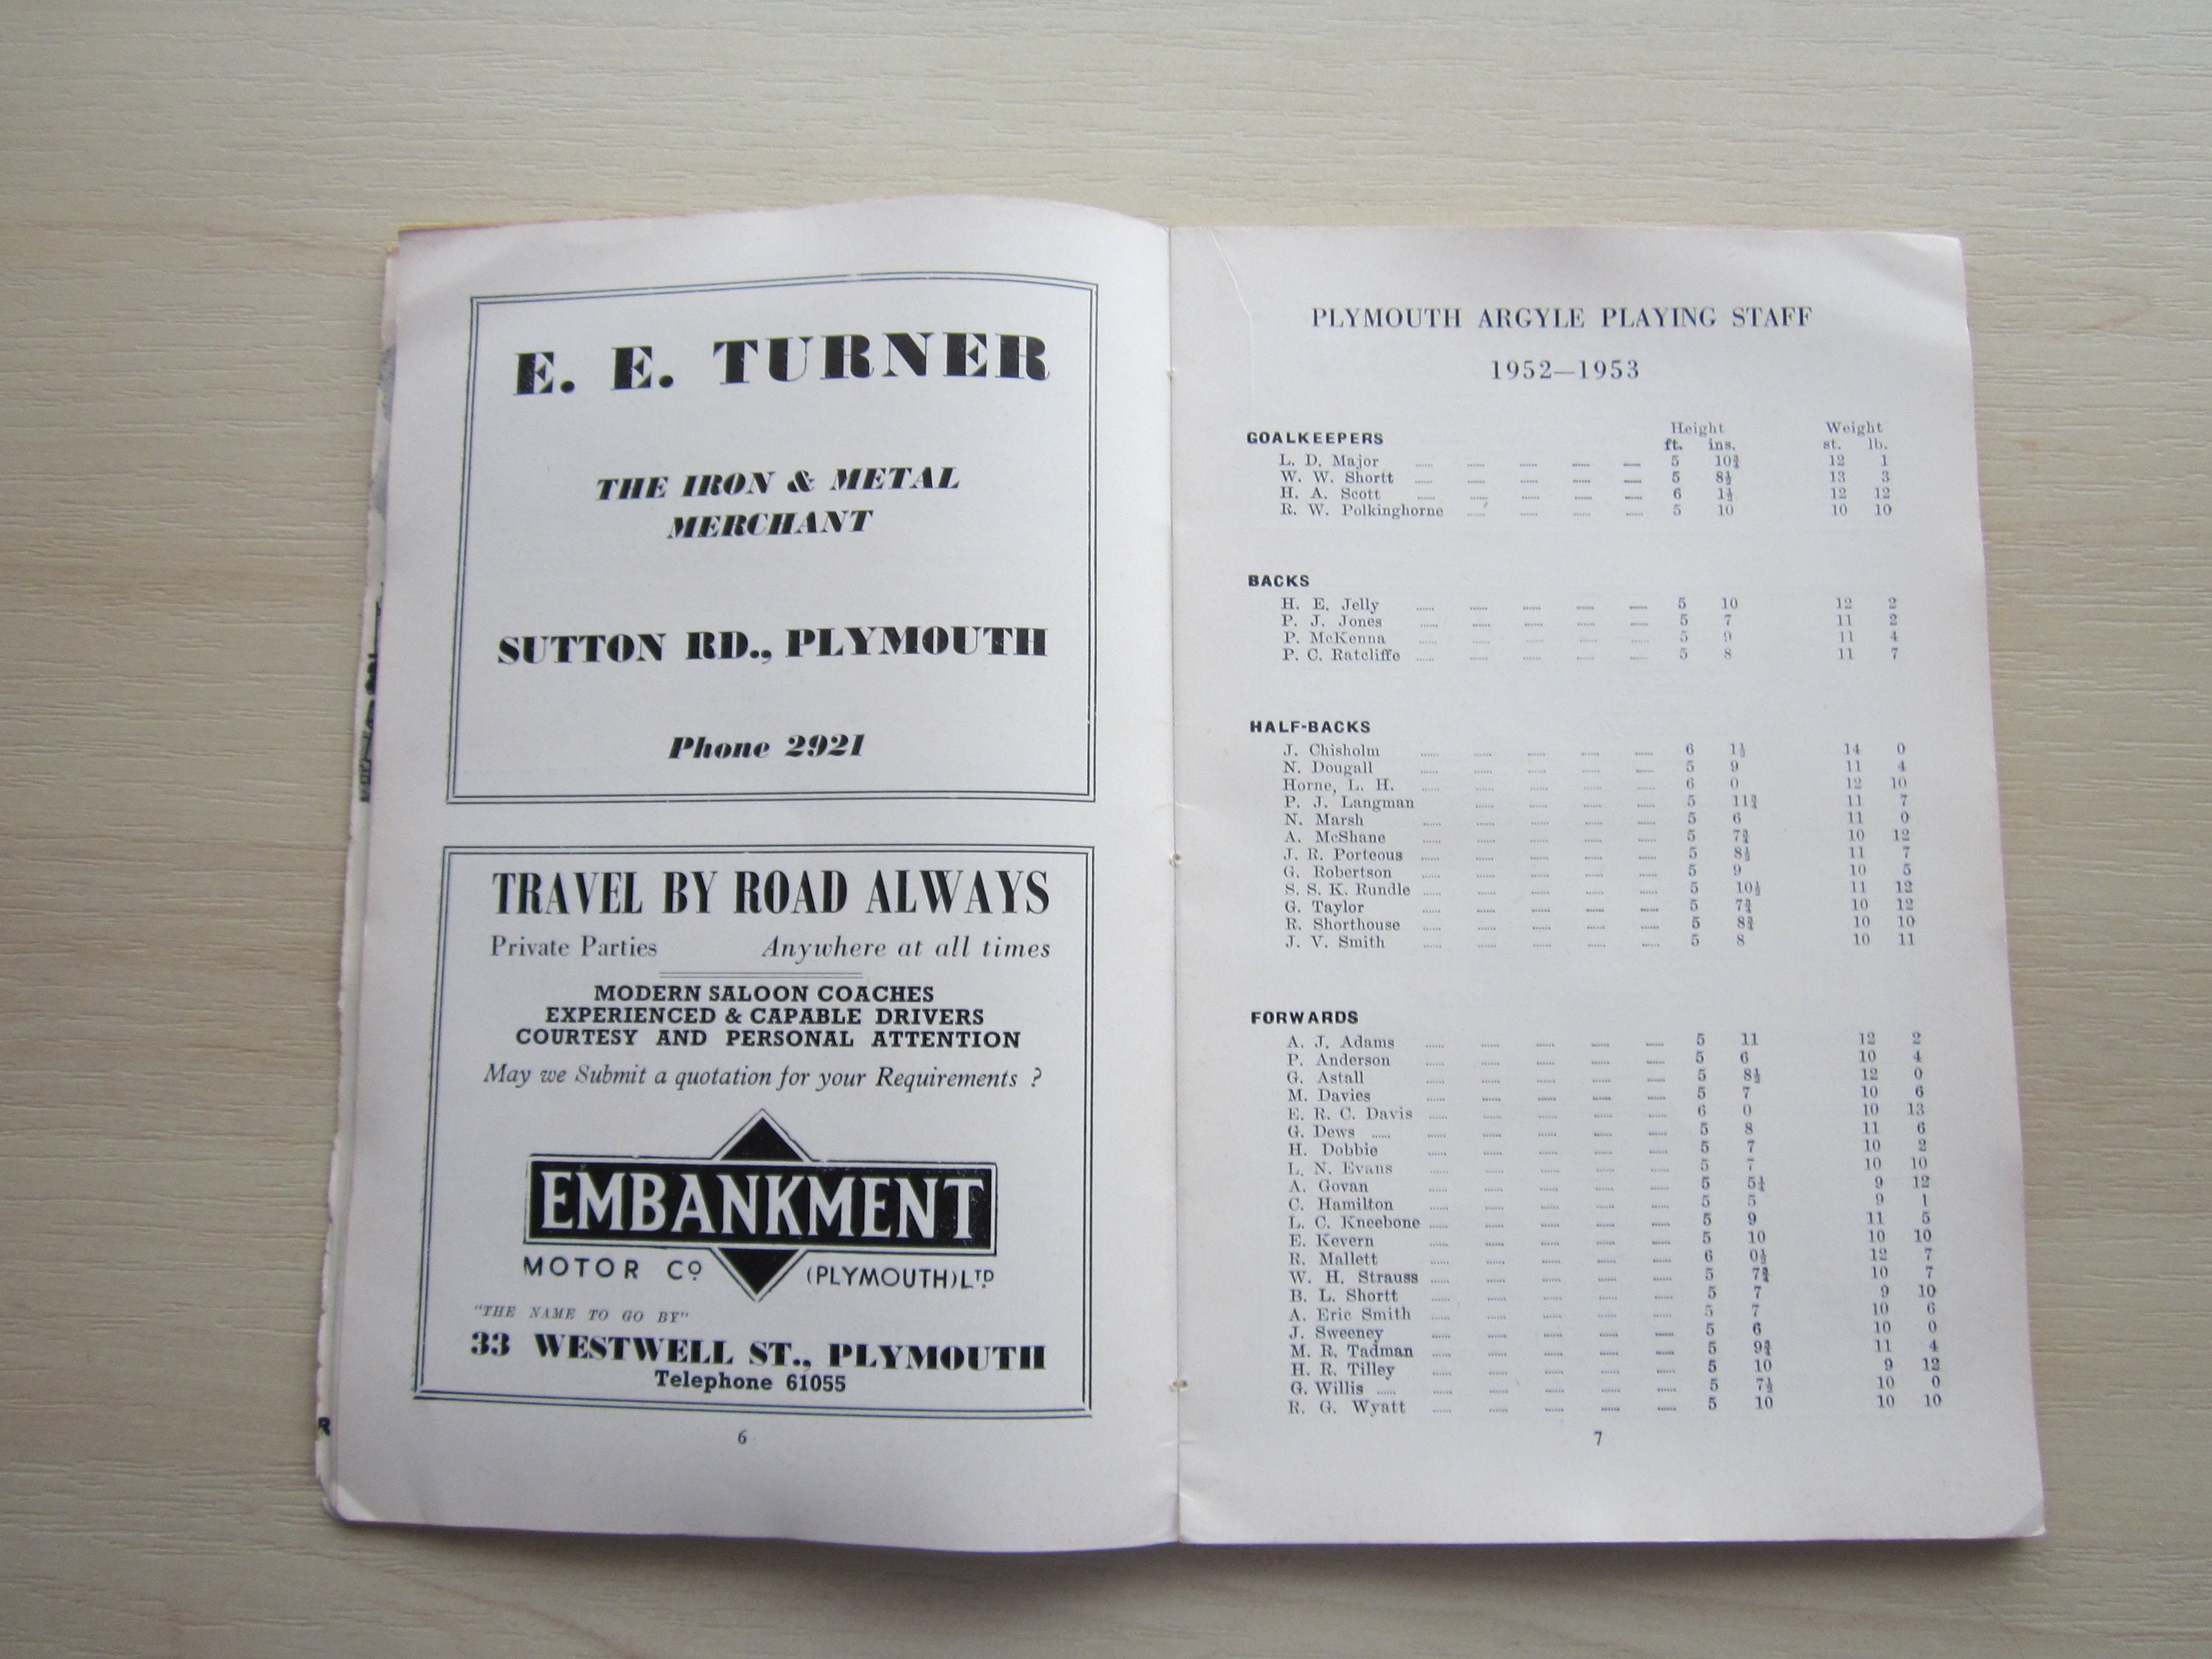 E. E. TURNER
THE IRON & METAL
MERCHANT
SUTTON RD., PLYMOUTH
Phone 2921
TRAVEL BY ROAD ALWAYS
Private Parties Anywhere at all times
MODERN SALOON COACHES
EXPERIENCED & CAPABLE DRIVERS
COURTESY AND PERSONAL ATTENTION
May we Submit a quotation for your Requirements ?
EMBANKMENT
MOTOR Cº (PLYMOUTH) LTD
"THE NAME TO GO BY"
33 WESTWELL ST., PLYMOUTH
Telephone 61055
6
PLYMOUTH ARGYLE PLAYING STAFF
1952—1953
Height Weight
GOALKEEPERS ft. ins. st. lb.
L. D. Major ...... ...... ...... ...... ...... 5 10¾ 12 1
W. W. Shortt ...... ...... ...... ...... ...... 5 8½ 13 3
H. A. Scott ...... ...... ...... ...... ...... 6 1½ 12 12
R. W. Polkinghorne ...... ...... ...... ...... 5 10 10 10
BACKS
H. E. Jelly ...... ...... ...... ...... ...... 5 10 12 2
P. J. Jones ...... ...... ...... ...... ...... 5 7 11 2
P. McKenna ...... ...... ...... ...... ...... 5 9 11 4
P. C. Ratcliffe ...... ...... ...... ...... ...... 5 8 11 7
HALF-BACKS
J. Chisholm ...... ...... ...... ...... ...... 6 1½ 14 0
N. Dougall ...... ...... ...... ...... ...... 5 9 11 4
Horne, L. H. ...... ...... ...... ...... ...... 6 0 12 10
P. J. Langman ...... ...... ...... ...... 5 11¾ 11 7
N. Marsh ...... ...... ...... ...... ...... 5 6 11 0
A. McShane ...... ...... ...... ...... ...... 5 7¾ 10 12
J. R. Porteous ...... ...... ...... ...... ...... 5 8½ 11 7
G. Robertson ...... ...... ...... ...... ...... 5 9 10 5
S. S. K. Rundle ...... ...... ...... ...... ...... 5 10½ 11 12
G. Taylor ...... ...... ...... ...... ...... 5 7¾ 10 12
R. Shorthouse ...... ...... ...... ...... ...... 5 8¾ 10 10
J. V. Smith ...... ...... ...... ...... ...... 5 8 10 11
FORWARDS
A. J. Adams ...... ...... ...... ...... ...... 5 11 12 2
P. Anderson ...... ...... ...... ...... ...... 5 6 10 4
G. Astall ...... ...... ...... ...... ...... 5 8½ 12 0
M. Davies ...... ...... ...... ...... ...... 5 7 10 6
E. R. C. Davis ...... ...... ...... ...... ...... 6 0 10 13
G. Dews ...... ...... ...... ...... ...... ...... 5 8 11 6
H. Dobbie ...... ...... ...... ...... ...... 5 7 10 2
L. N. Evans ...... ...... ...... ...... ...... 5 7 10 10
A. Govan ...... ...... ...... ...... ...... 5 5¼ 9 12
C. Hamilton ...... ...... ...... ...... ...... 5 5 9 1
L. C. Kneebone ...... ...... ...... ...... ...... 5 9 11 5
E. Kevern ...... ...... ...... ...... ...... 5 10 10 10
R. Mallett ...... ...... ...... ...... ...... 6 0½ 12 7
W. H. Strauss ...... ...... ...... ...... ...... 5 7¾ 10 7
B. L. Shortt ...... ...... ...... ...... ...... 5 7 9 10
A. Eric Smith ...... ...... ...... ...... ...... 5 7 10 6
J. Sweeney ...... ...... ...... ...... ...... 5 6 10 0
M. R. Tadman ...... ...... ...... ...... ...... 5 9¾ 11 4
H. R. Tilley ...... ...... ...... ...... ...... 5 10 9 12
G. Willis ...... ...... ...... ...... ...... ...... 5 7½ 10 0
R. G. Wyatt ...... ...... ...... ...... ...... 5 10 10 10
7